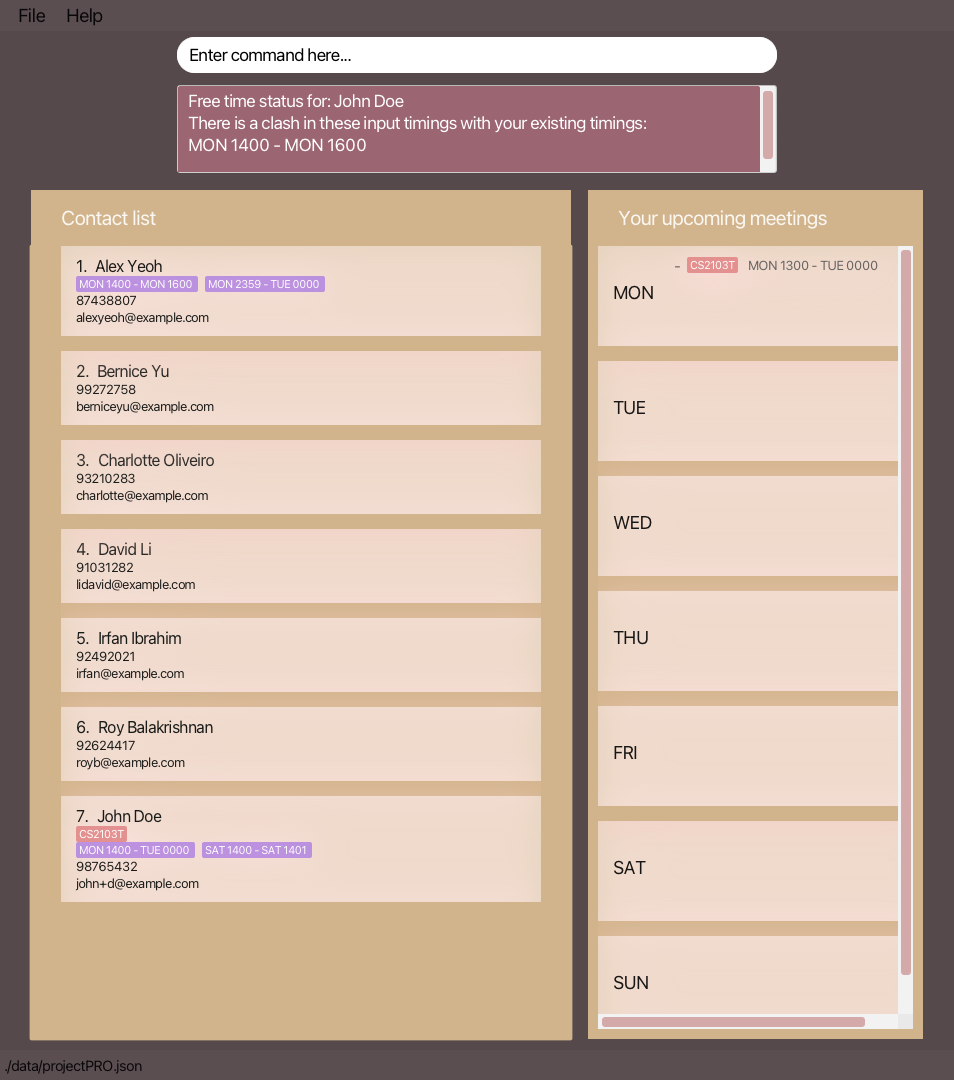 File Help
Enter command here...
Free time status for: John Doe
There is a clash in these input timings with your existing timings:
MON 1400 - MON 1600
Contact list
1. Alex Yeoh
MON 1400 - MON 1600 MON 2359 - TUE 0000
87438807
alexyeoh@example.com
2. Bernice Yu
99272758
berniceyu@example.com
3. Charlotte Oliveiro
93210283
charlotte@example.com
4. David Li
91031282
lidavid@example.com
5. Irfan Ibrahim
92492021
irfan@example.com
6. Roy Balakrishnan
92624417
royb@example.com
7. John Doe
CS2103T
MON 1400 - TUE 0000 SAT 1400 - SAT 1401
98765432
john+d@example.com
Your upcoming meetings
- CS2103T MON 1300 - TUE 0000
MON
TUE
WED
THU
FRI
SAT
SUN
./data/projectPRO.json